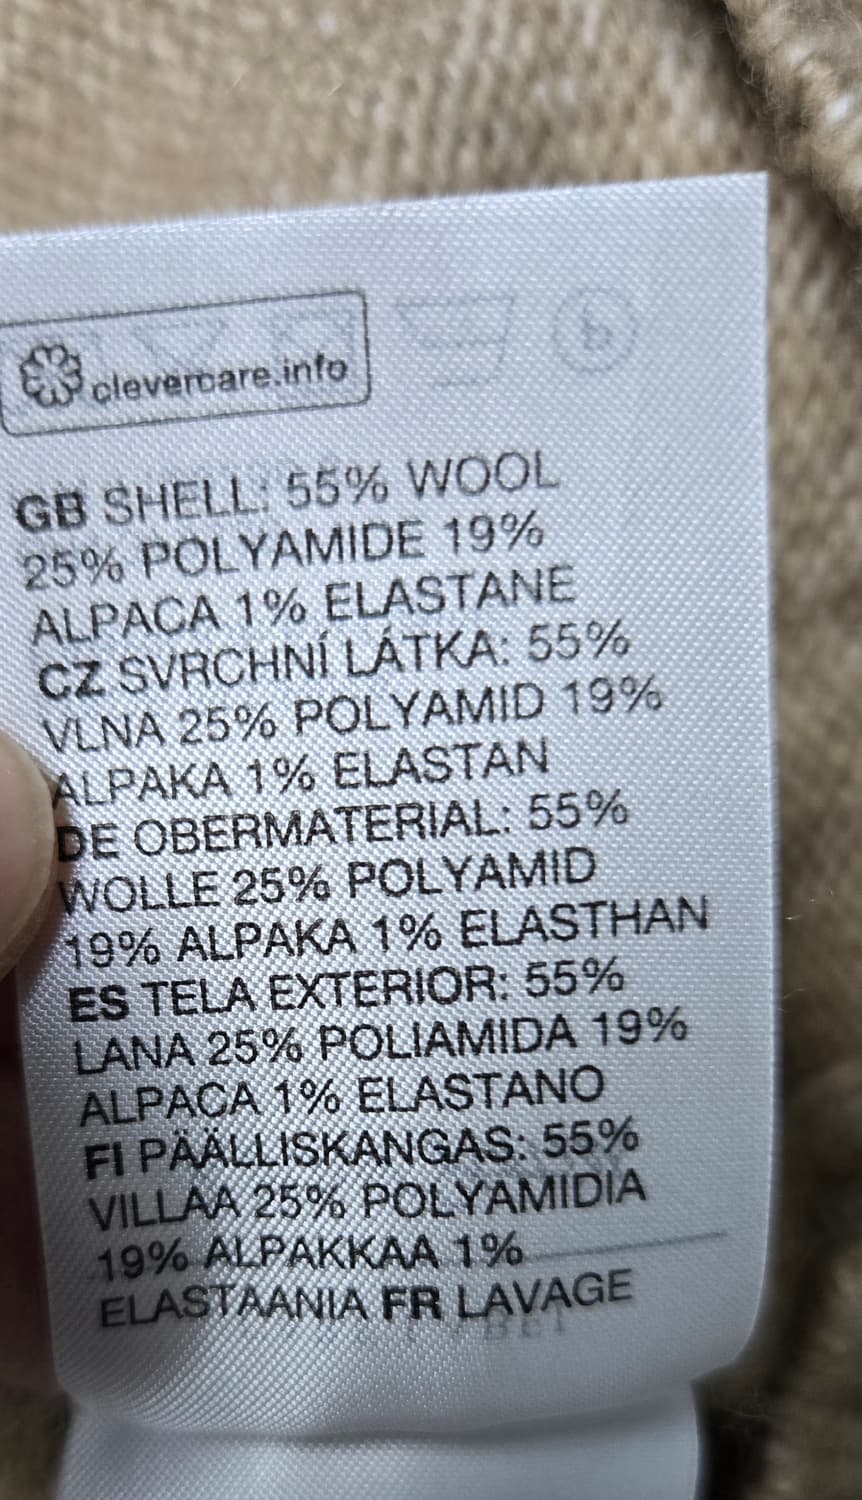 clevercare.info
GB SHELL: 55% WOOL
25% POLYAMIDE 19%
ALPACA 1% ELASTANE
CZ SVRCHNÍ LÁTKA: 55%
VLNA 25% POLYAMID 19%
ALPAKA 1% ELASTAN
DE OBERMATERIAL: 55%
WOLLE 25% POLYAMID
19% ALPAKA 1% ELASTHAN
ES TELA EXTERIOR: 55%
LANA 25% POLIAMIDA 19%
ALPACA 1% ELASTANO
FI PÄÄLLISKANGAS: 55%
VILLAA 25% POLYAMIDIA
19% ALPAKKAA 1%
ELASTAANIA FR LAVAGE